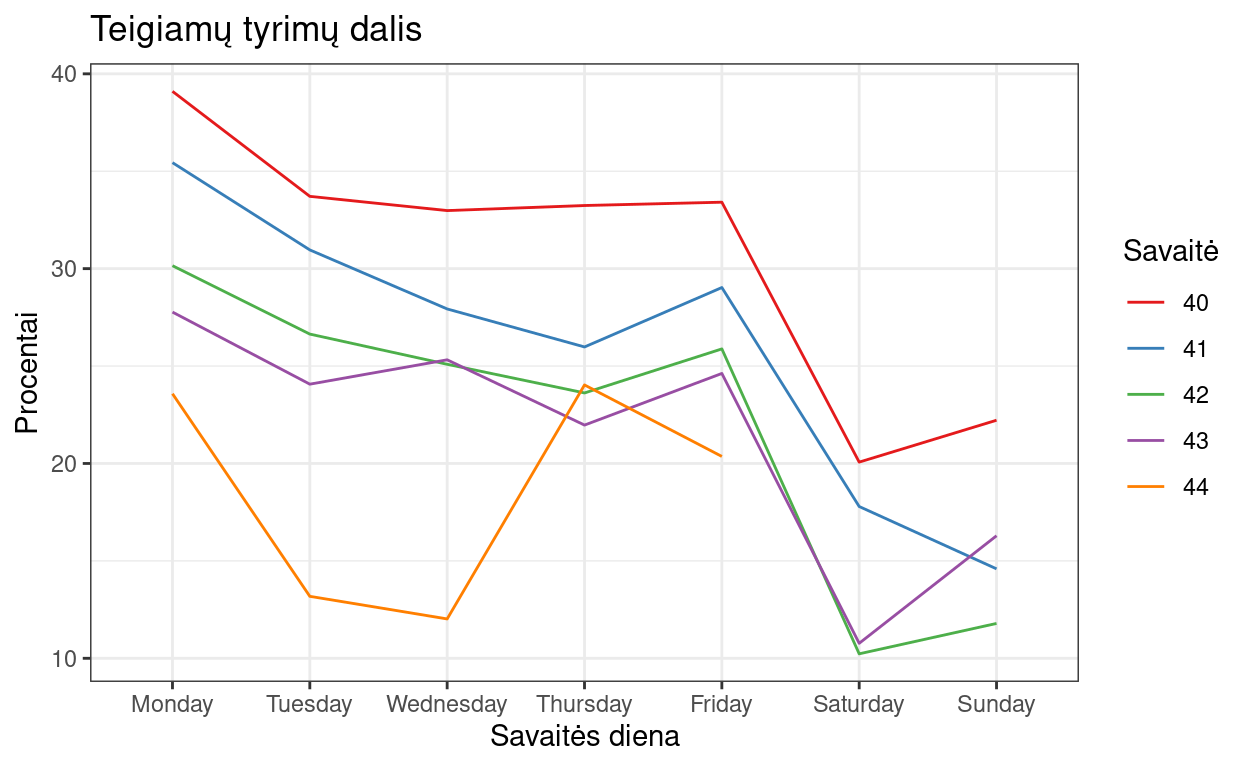 Teigiamų tyrimų dalis
Procentai
40
30
20
10
Monday Tuesday Wednesday Thursday Friday Saturday Sunday
Savaitės diena
Savaitė
40
41
42
43
44